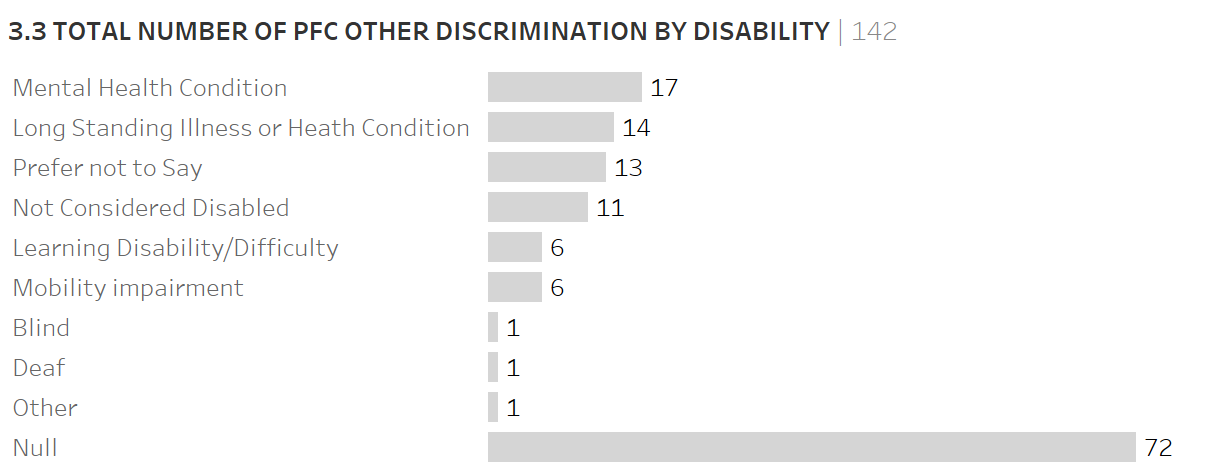 3.3 TOTAL NUMBER OF PFC OTHER DISCRIMINATION BY DISABILITY | 142
Mental Health Condition 17
Long Standing Illness or Heath Condition 14
Prefer not to Say 13
Not Considered Disabled 11
Learning Disability/Difficulty 6
Mobility impairment 6
Blind 1
Deaf 1
Other 1
Null 72